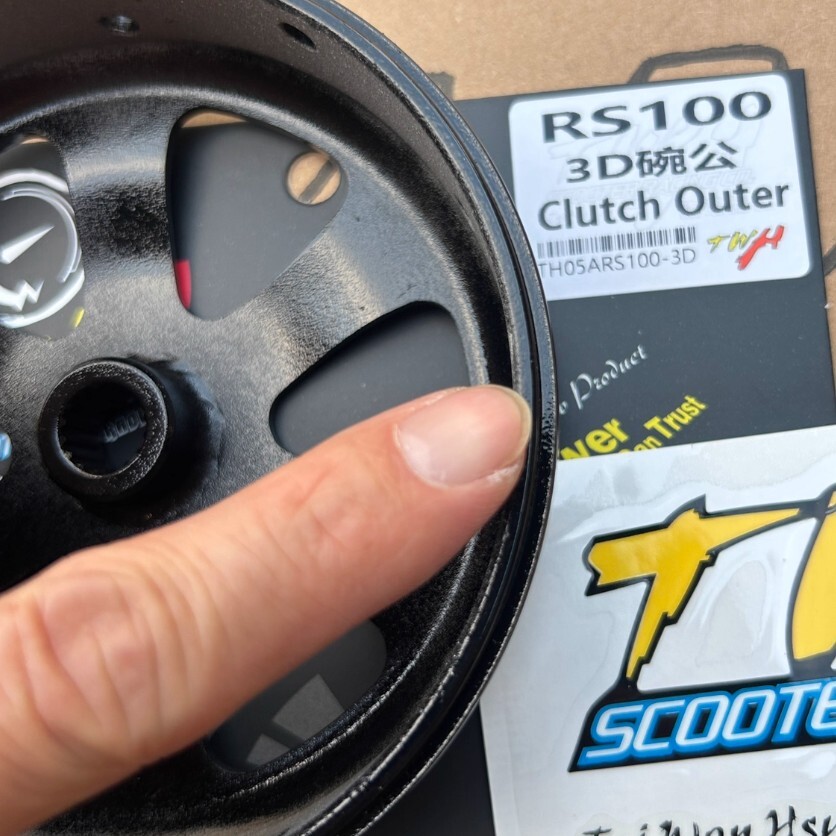 RS100
3D碗公
Clutch Outer
TWH
TH05ARS100-3D
Product
Trust
SCOOTE